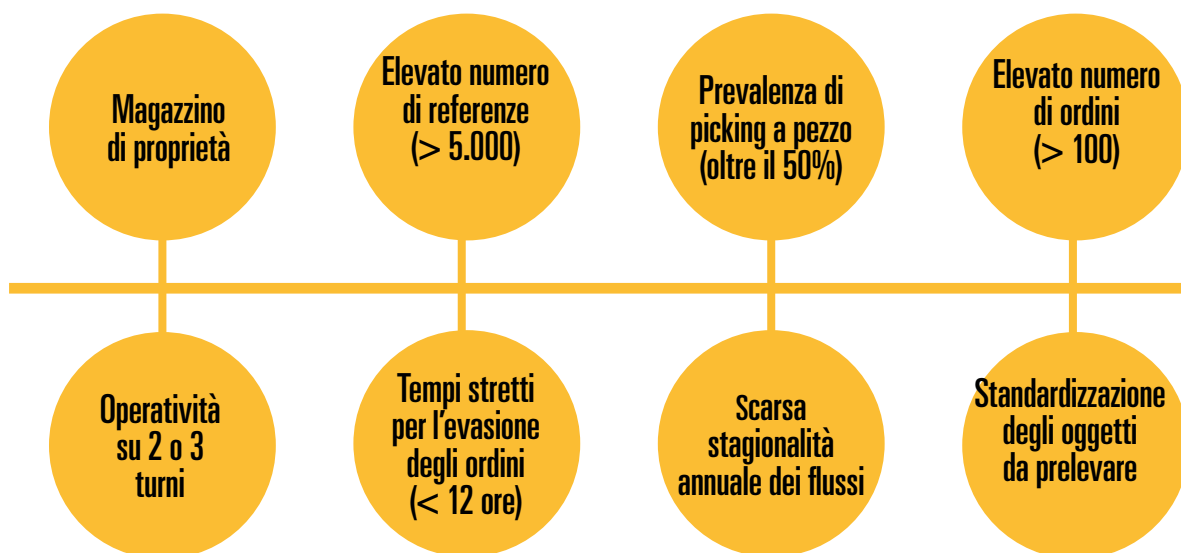 Magazzino
di proprietà
Elevato numero
di referenze
(> 5.000)
Prevalenza di
picking a pezzo
(oltre il 50%)
Elevato numero
di ordini
(> 100)
Operatività
su 2 o 3
turni
Tempi stretti
per l'evasione
degli ordini
(< 12 ore)
Scarsa
stagionalità
annuale dei flussi
Standardizzazione
degli oggetti
da prelevare